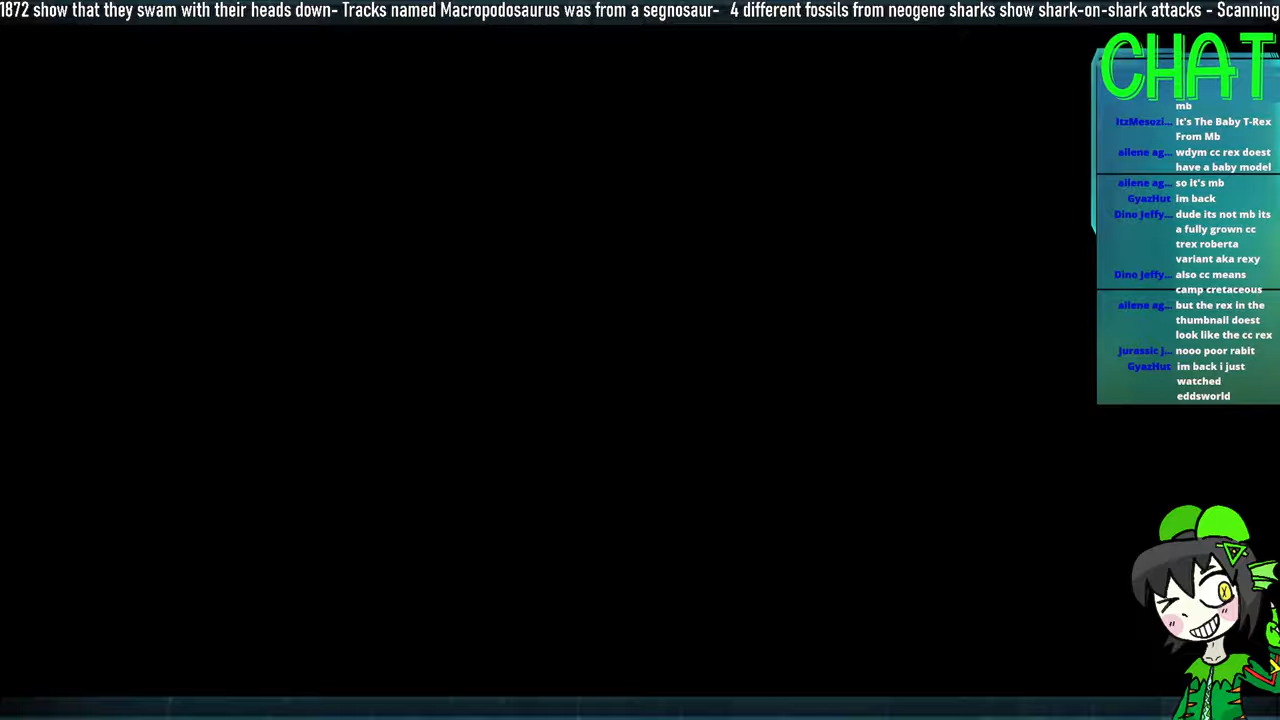 1872 show that they swam with their heads down- Tracks named Macropodosaurus was from a segnosaur- 4 different fossils from neogene sharks show shark-on-shark attacks - Scanning
CHAT
mb
ItzMesozi... It's The Baby T-Rex
From Mb
ailene ag... wdym cc rex doest
have a baby model
ailene ag... so it's mb
GyazHut im back
Dino Jeffy... dude its not mb its
a fully grown cc
trex roberta
variant aka rexy
Dino Jeffy... also cc means
camp cretaceous
ailene ag... but the rex in the
thumbnall doest
look like the cc rex
Jurassic j... nooo poor rabit
GyazHut im back i just
watched
eddsworld